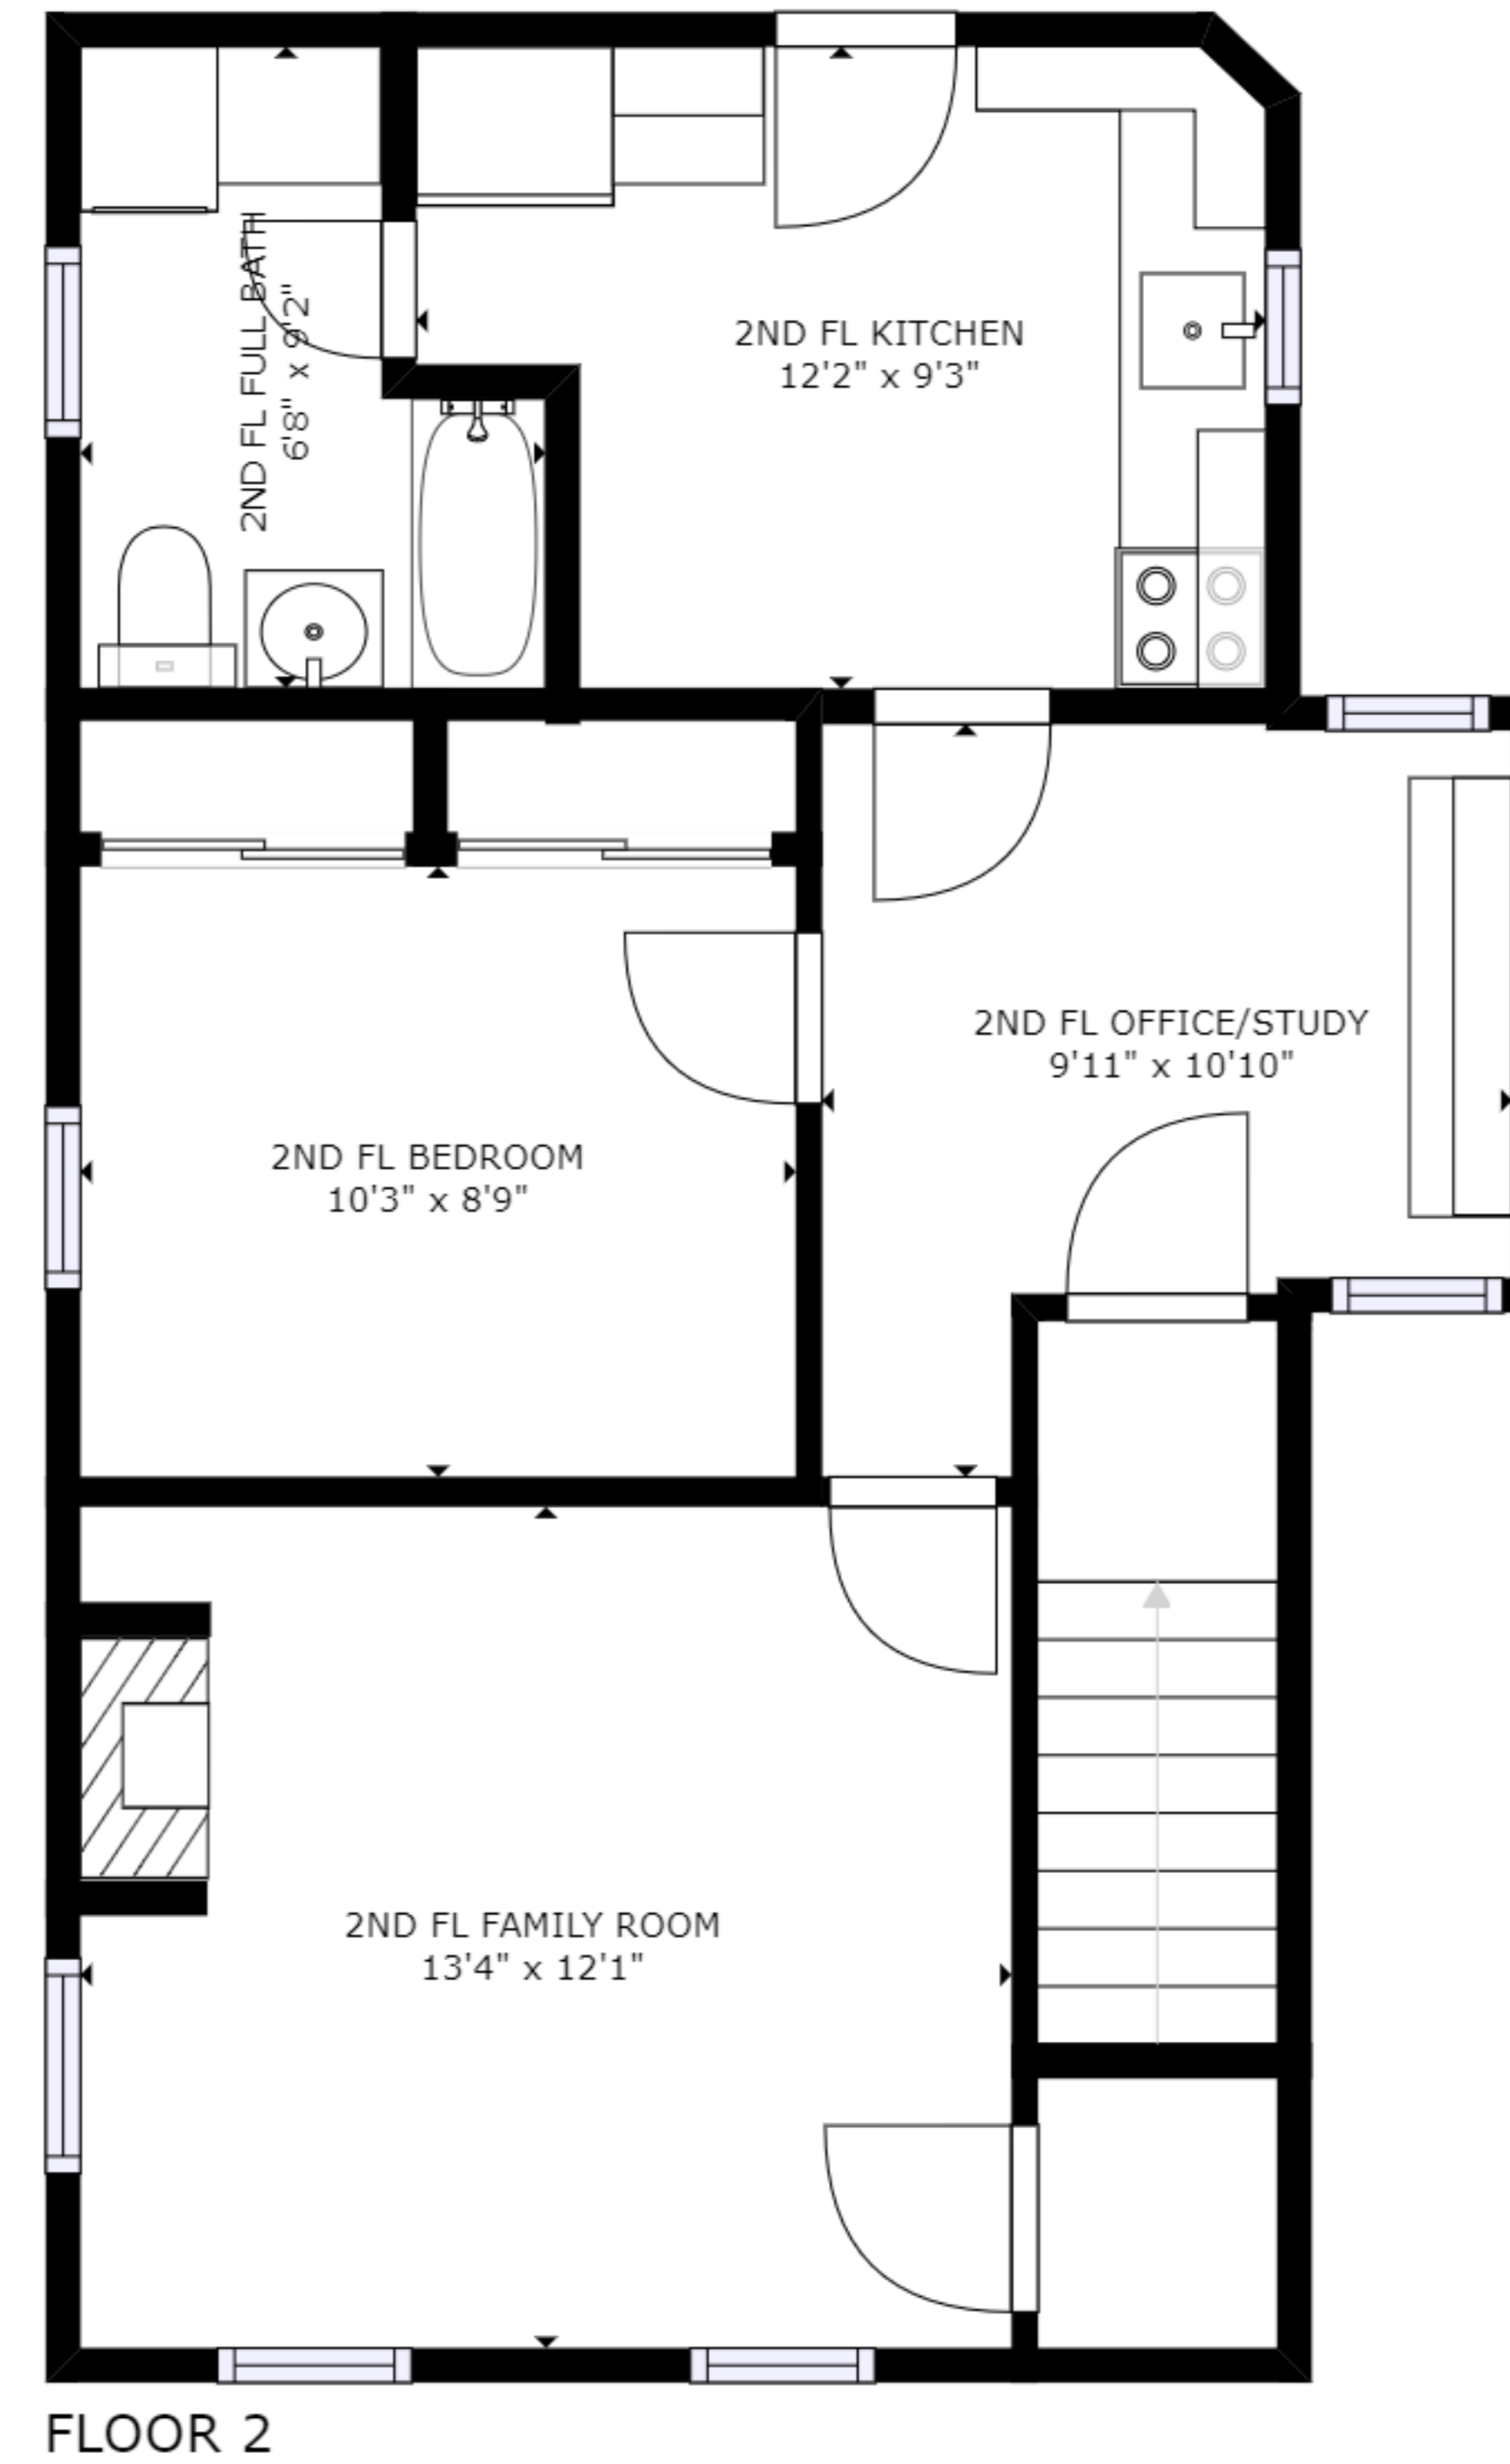 2ND FL FULL BATH
6'8" x 9'2"
2ND FL KITCHEN
12'2" x 9'3"
2ND FL OFFICE/STUDY
9'11" x 10'10"
2ND FL BEDROOM
10'3" x 8'9"
2ND FL FAMILY ROOM
13'4" x 12'1"
FLOOR 2